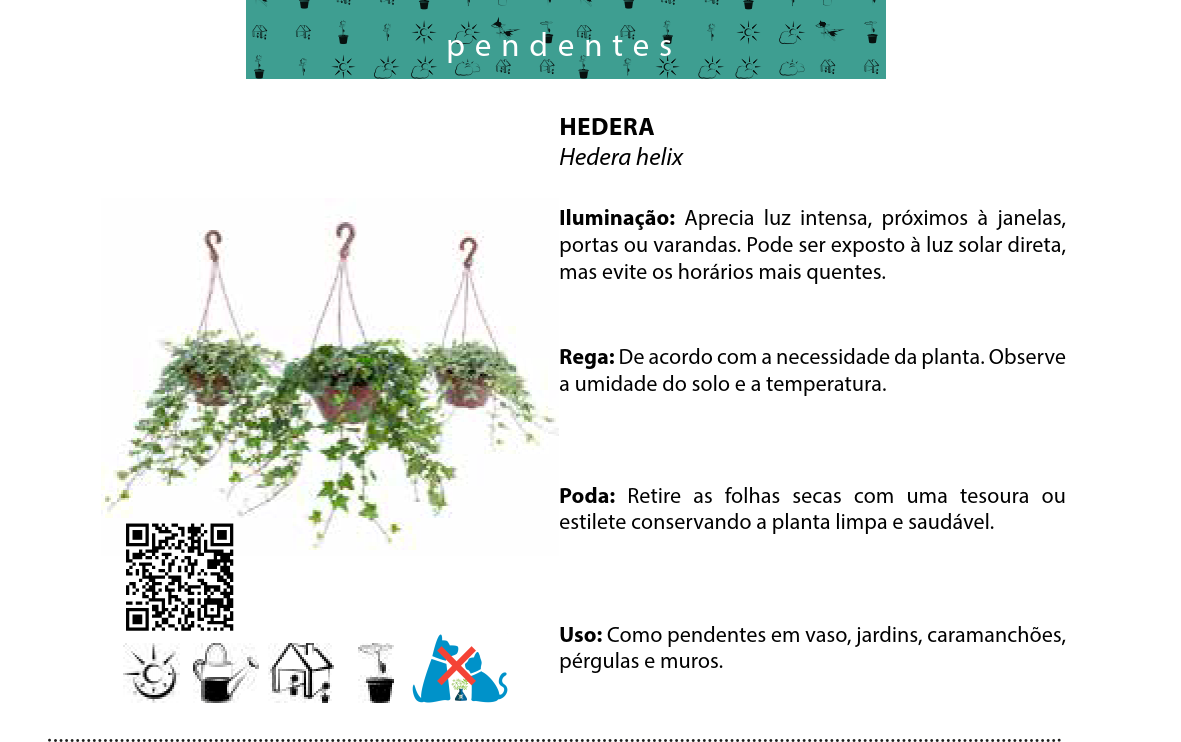 pendentes
HEDERA
Hedera helix
Iluminação: Aprecia luz intensa, próximos à janelas,
portas ou varandas. Pode ser exposto à luz solar direta,
mas evite os horários mais quentes.
Rega: De acordo com a necessidade da planta. Observe
a umidade do solo e a temperatura.
Poda: Retire as folhas secas com uma tesoura ou
estilete conservando a planta limpa e saudável.
Uso: Como pendentes em vaso, jardins, caramanchões,
pérgulas e muros.